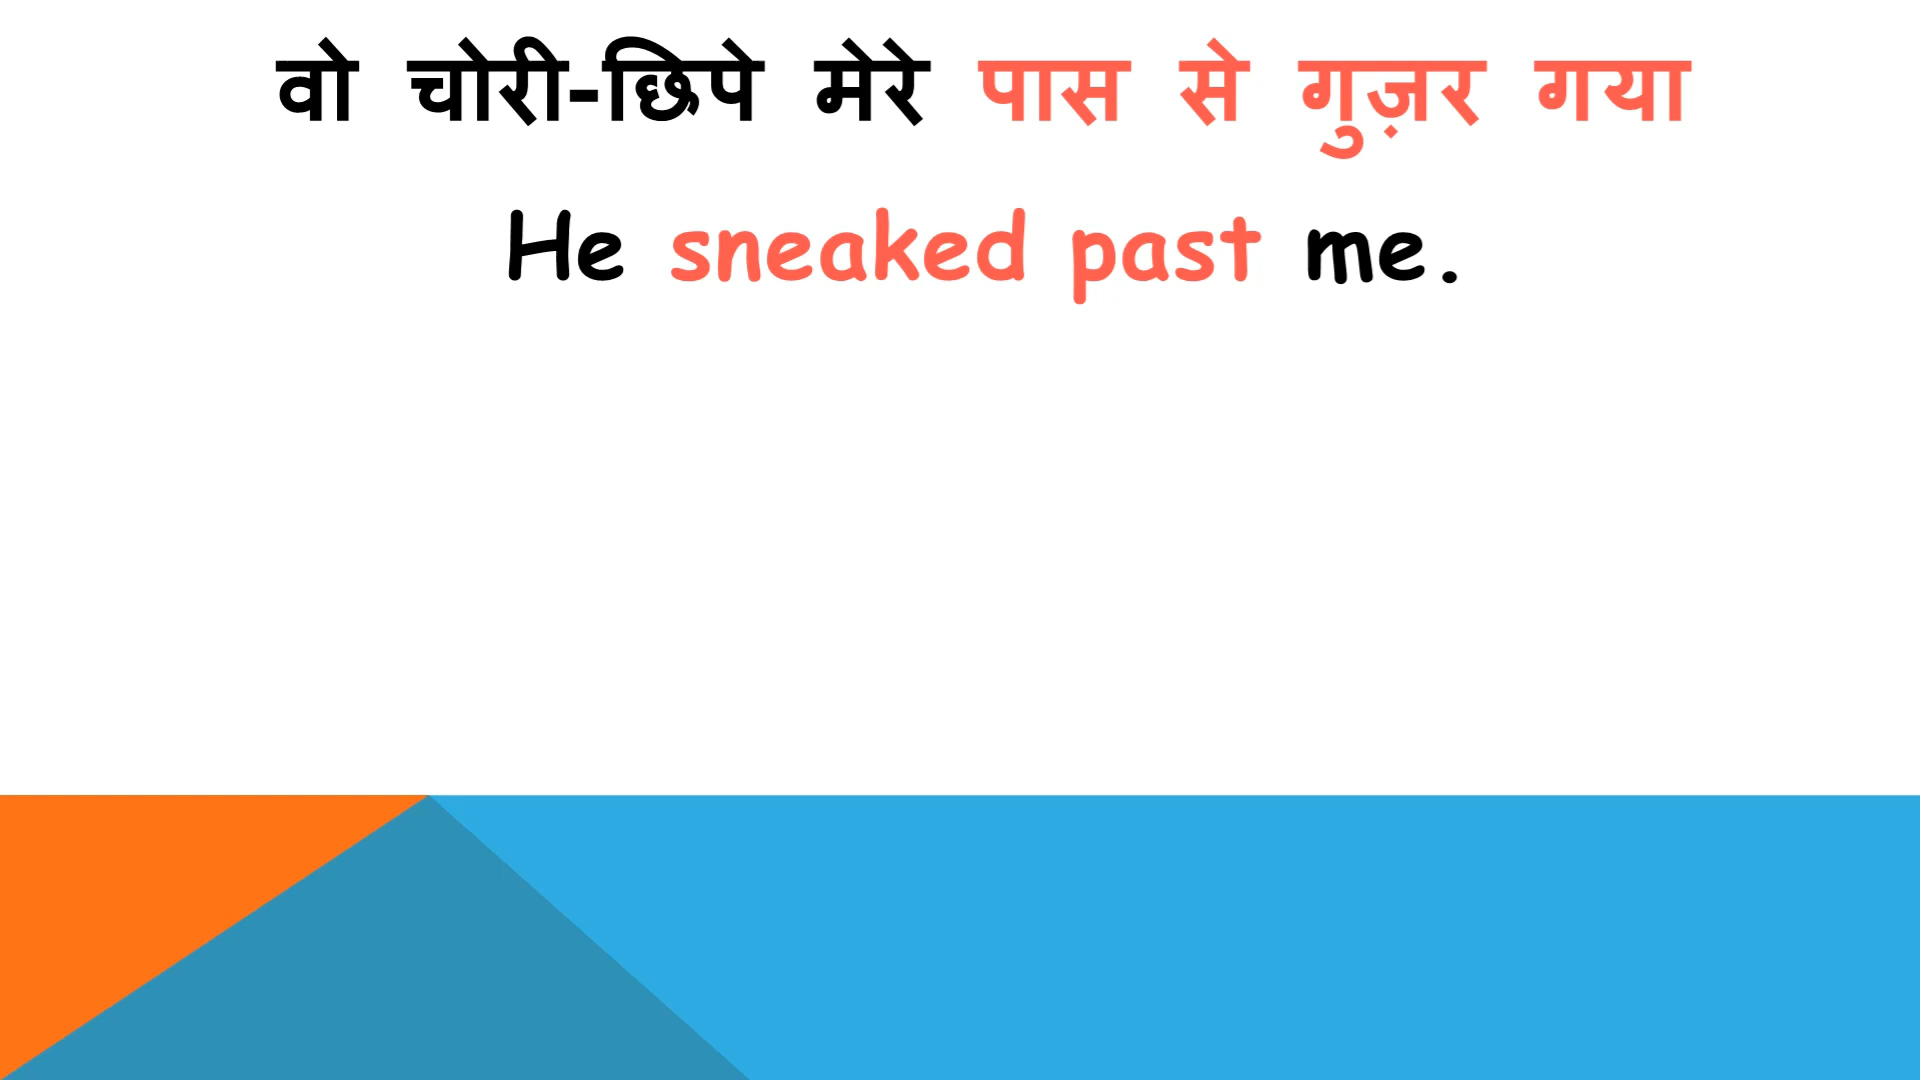 वो चोरी-छिपे मेरे पास से गुज़र गया
He sneaked past me.